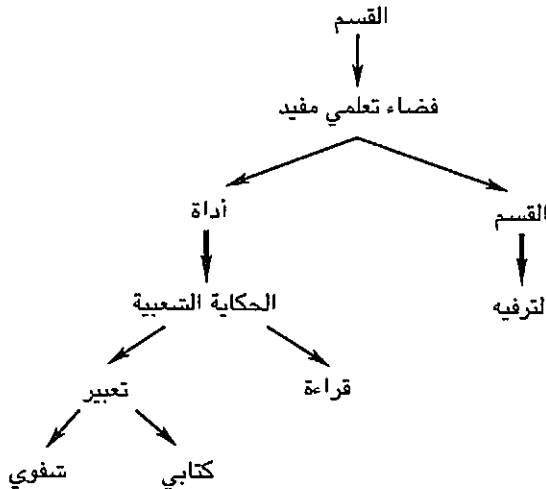 القسم
فضاء تعلمي مفيد
القسم
أداة
لترفيه
الحكاية الشعبية
قراءة
تعبير
كتابي
شفوي